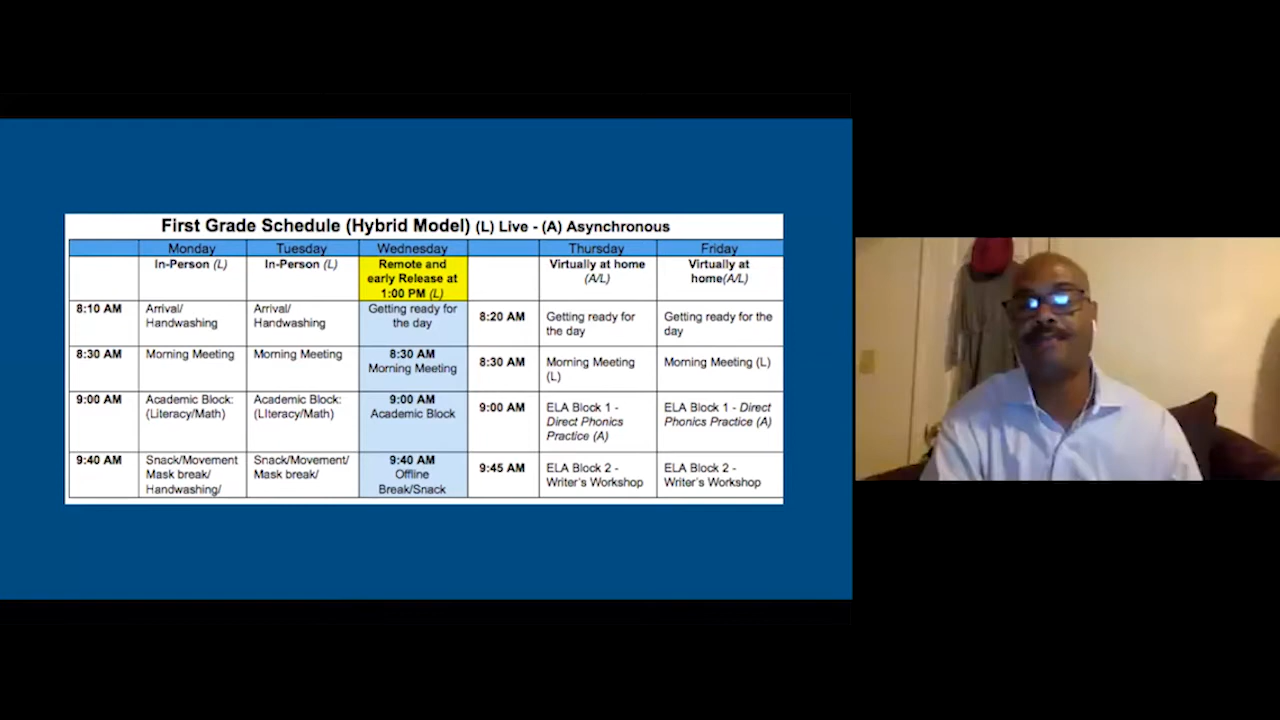 First Grade Schedule (Hybrid Model) (L) Live - (A) Asynchronous
Monday Tuesday Wednesday Thursday Friday
In-Person (L) In-Person (L) Remote and early Release at 1:00 PM (L) Virtually at home (A/L) Virtually at home(A/L)
8:10 AM Arrival/ Handwashing Arrival/ Handwashing Getting ready for the day 8:20 AM Getting ready for the day Getting ready for the day
8:30 AM Morning Meeting Morning Meeting 8:30 AM Morning Meeting 8:30 AM Morning Meeting (L) Morning Meeting (L)
9:00 AM Academic Block: (Literacy/Math) Academic Block: (LIteracy/Math) 9:00 AM Academic Block 9:00 AM ELA Block 1 - Direct Phonics Practice (A) ELA Block 1 - Direct Phonics Practice (A)
9:40 AM Snack/Movement Mask break/ Handwashing/ Snack/Movement/ Mask break/ 9:40 AM Offline Break/Snack 9:45 AM ELA Block 2 - Writer's Workshop ELA Block 2 - Writer's Workshop